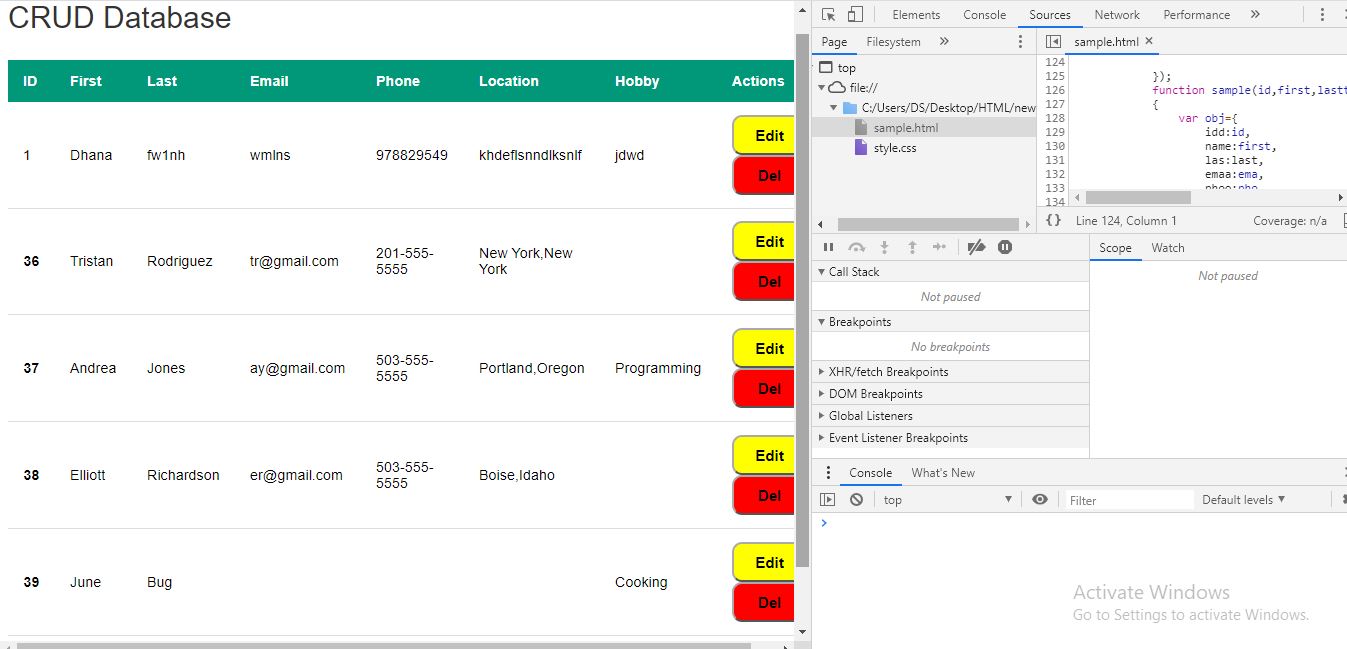 CRUD Database
ID First Last Email Phone Location Hobby Actions
1 Dhana fw1nh wmlns 978829549 khdeflsnndlksnlf jdwd Edit
Del
36 Tristan Rodriguez tr@gmail.com 201-555-5555 New York,New York Edit
Del
37 Andrea Jones ay@gmail.com 503-555-5555 Portland,Oregon Programming Edit
Del
38 Elliott Richardson er@gmail.com 503-555-5555 Boise,Idaho Edit
Del
39 June Bug Cooking Edit
Del
Elements Console Sources Network Performance »
Page Filesystem »
top
file://
C:/Users/DS/Desktop/HTML/new
sample.html
style.css
sample.html ×
124
125 });
126 function sample(id,first,lastt
127 {
128 var obj={
129 idd:id,
130 name:first,
131 las:last,
132 emaa:ema,
133 phoo:pho
134
{} Line 124, Column 1 Coverage: n/a
Call Stack
Not paused
Breakpoints
No breakpoints
XHR/fetch Breakpoints
DOM Breakpoints
Global Listeners
Event Listener Breakpoints
Scope Watch
Not paused
Console What's New
top Filter Default levels
Activate Windows
Go to Settings to activate Windows.